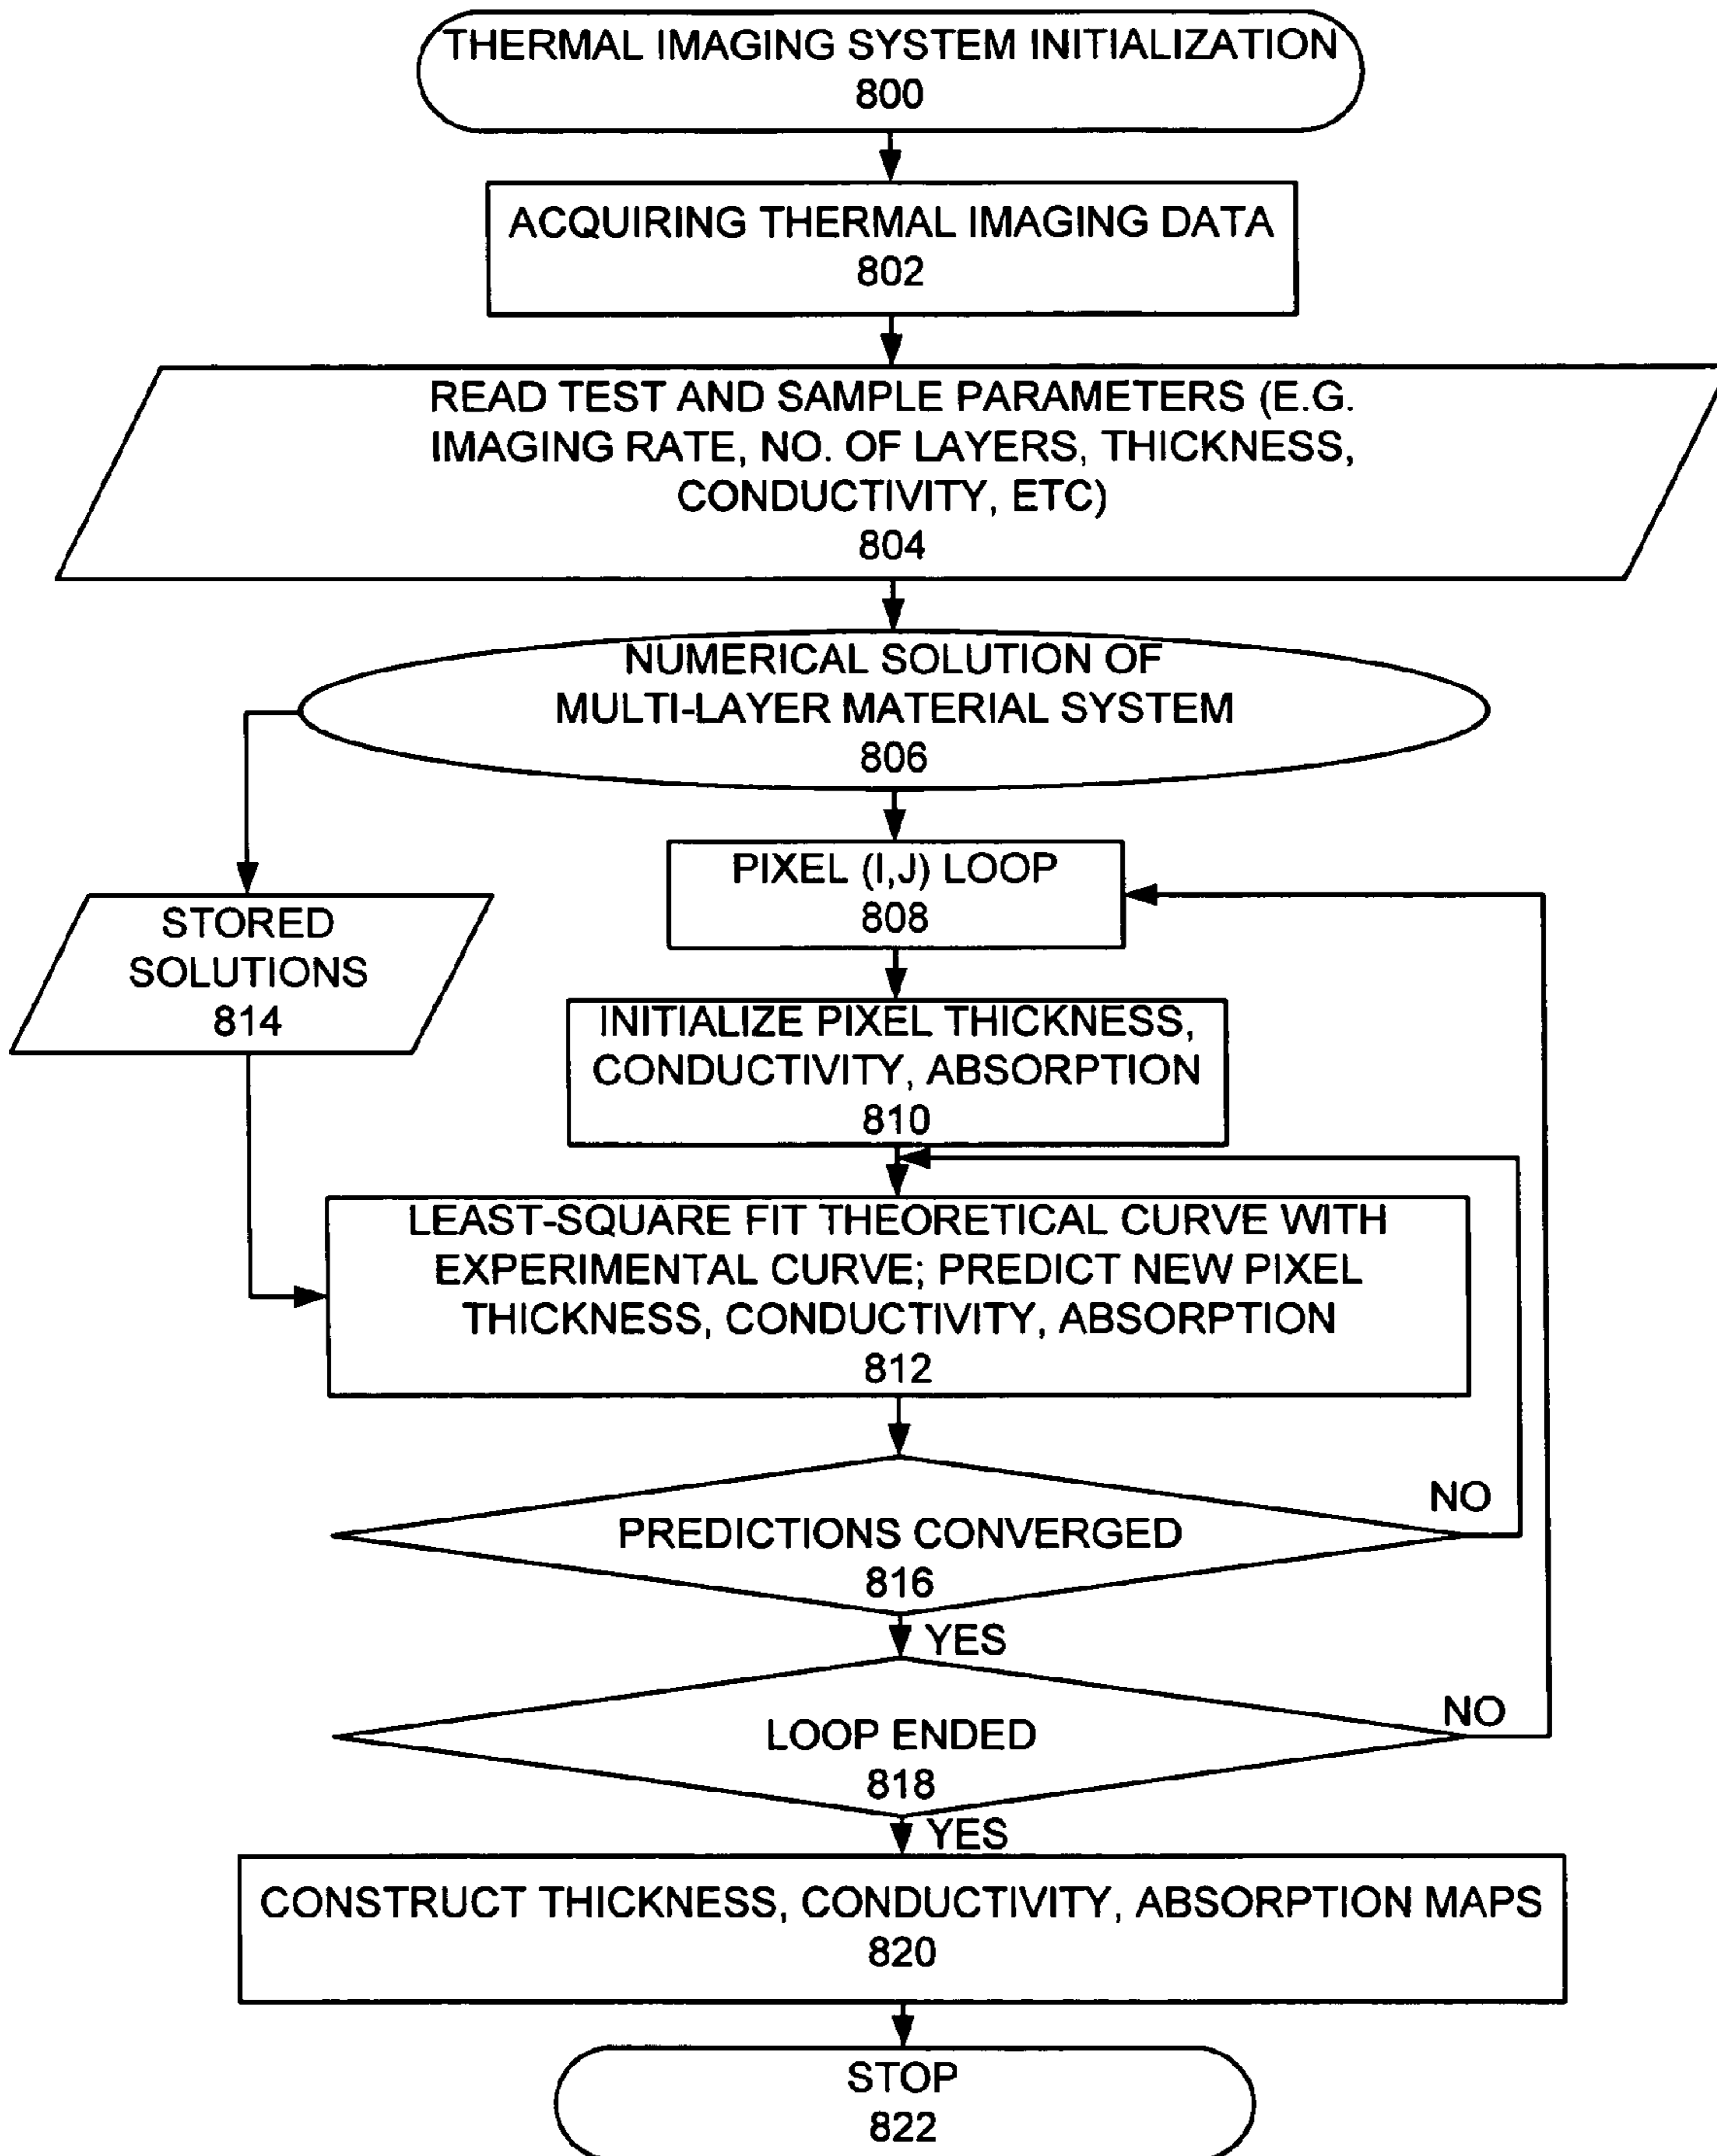 THERMAL IMAGING SYSTEM INITIALIZATION
800
ACQUIRING THERMAL IMAGING DATA
802
READ TEST AND SAMPLE PARAMETERS (E.G.
IMAGING RATE, NO. OF LAYERS, THICKNESS,
CONDUCTIVITY, ETC)
804
NUMERICAL SOLUTION OF
MULTI-LAYER MATERIAL SYSTEM
806
PIXEL (I,J) LOOP
808
STORED
SOLUTIONS
814
INITIALIZE PIXEL THICKNESS,
CONDUCTIVITY, ABSORPTION
810
LEAST-SQUARE FIT THEORETICAL CURVE WITH
EXPERIMENTAL CURVE; PREDICT NEW PIXEL
THICKNESS, CONDUCTIVITY, ABSORPTION
812
NO
PREDICTIONS CONVERGED
816
YES
NO
LOOP ENDED
818
YES
CONSTRUCT THICKNESS, CONDUCTIVITY, ABSORPTION MAPS
820
STOP
822